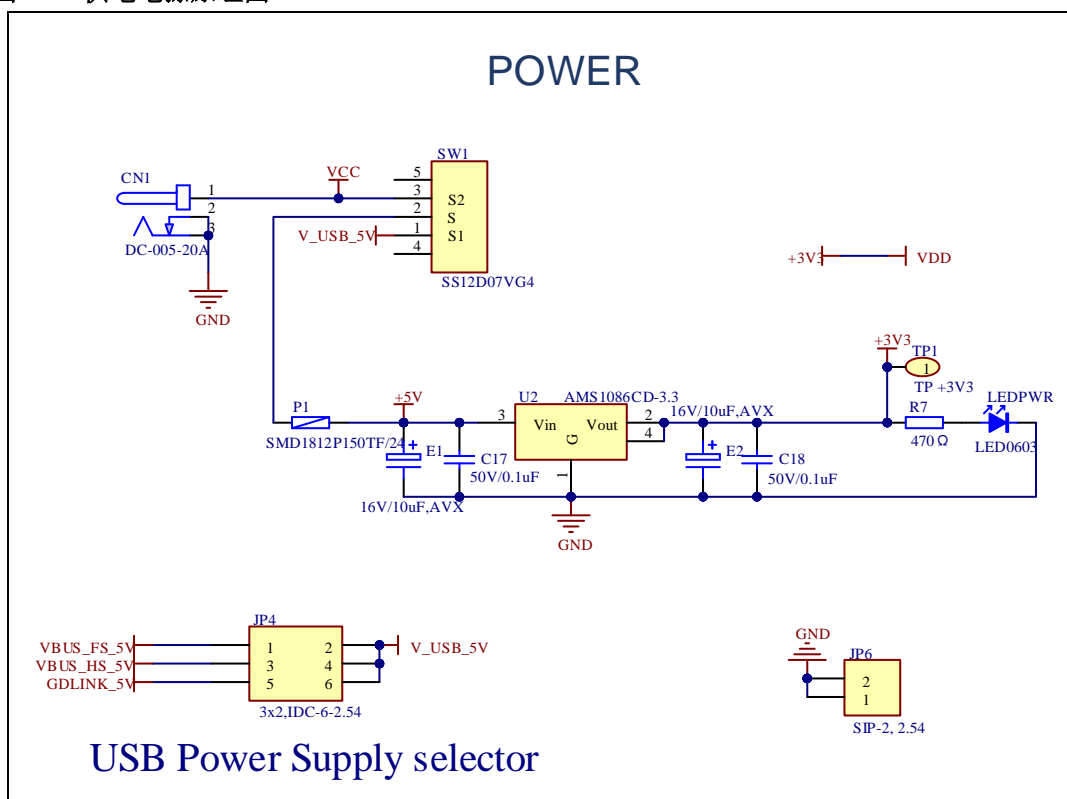 POWER
SW1
CN1
VCC
5
3
2
1
4
S2
S
S1
1
2
3
V_USB_5V
DC-005-20A
SS12D07VG4
GND
+3V3
VDD
+3V3
TP1
1
TP +3V3
P1
+5V
U2
AMS1086CD-3.3
16V/10uF,AVX
R7
LEDPWR
3
Vin
Vout
G
2
4
1
SMD1812P150TF/24
E1
C17
50V/0.1uF
E2
C18
50V/0.1uF
470Ω
LED0603
16V/10uF,AVX
GND
JP4
VBUS_FS_5V
1
2
V_USB_5V
VBUS_HS_5V
3
4
GDLINK_5V
5
6
3x2,IDC-6-2.54
GND
JP6
2
1
SIP-2, 2.54
USB Power Supply selector